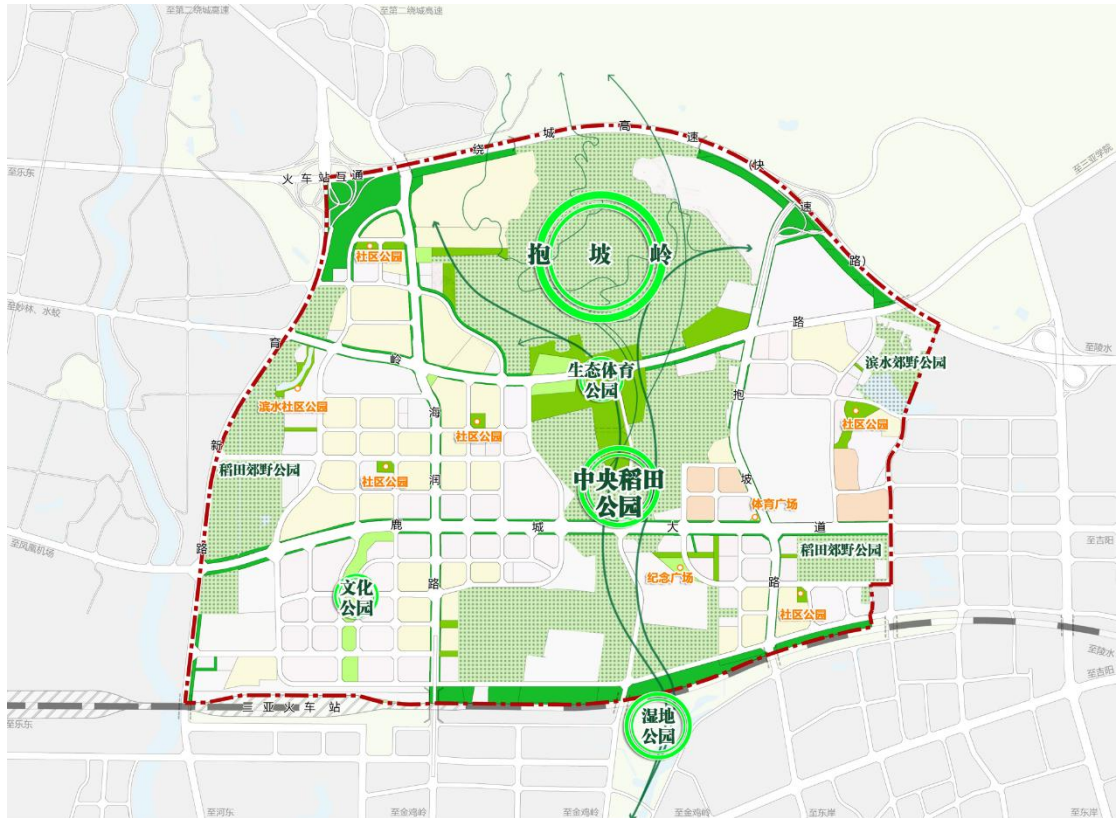 至第二绕城高速
至第二绕城高速
绕城高速(快速路)
至三亚学院
至乐东
火车站互通
抱坡岭
社区公园
至妙林、水蛟
育新路
岭
路
至陵水
滨水郊野公园
生态体育
公园
滨水社区公园
海润路
抱坡路
社区公园
社区公园
稻田郊野公园
社区公园
中央稻田
公园
体育广场
鹿城大道
至凤凰机场
至吉阳
稻田郊野公园
文化
公园
纪念广场
社区公园
至陵水
至吉阳
三亚火车站
至乐东
湿地
公园
至河东
至金鸡岭
至金鸡岭
至金鸡岭
至东岸
至东岸